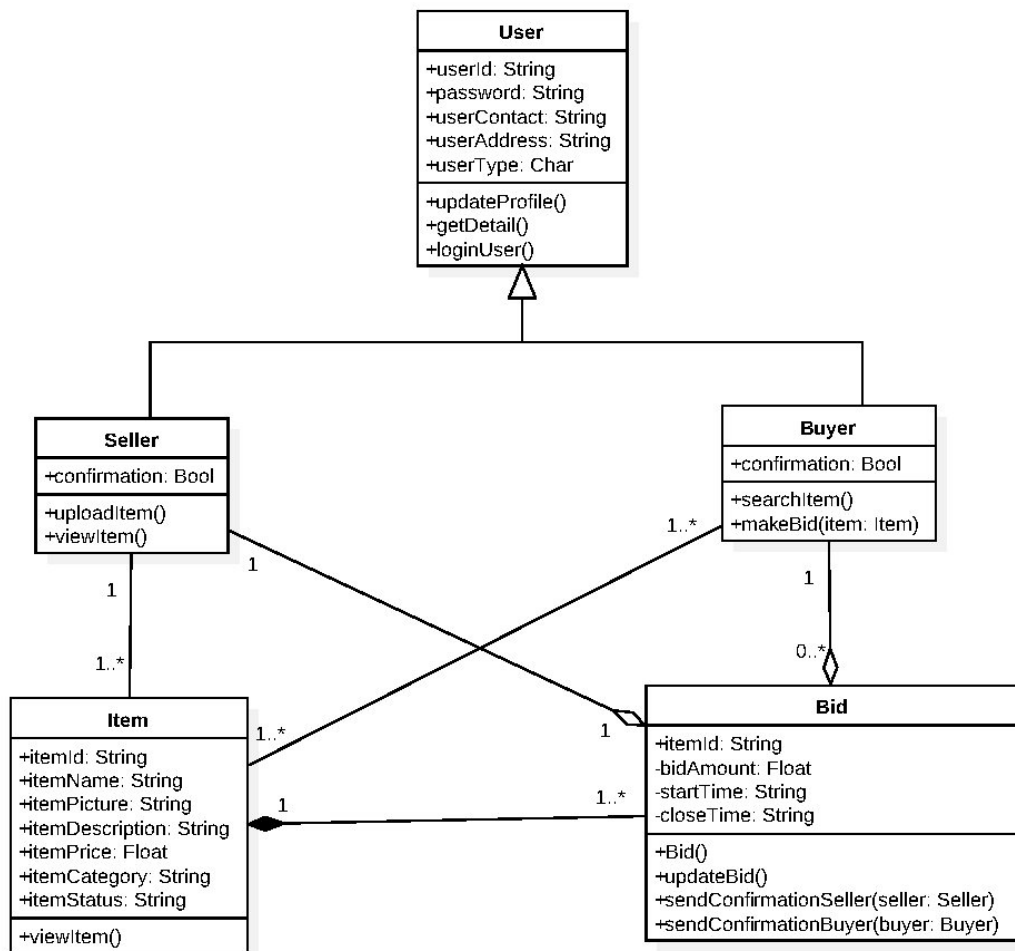 User
+userId: String
+password: String
+userContact: String
+userAddress: String
+userType: Char
+updateProfile()
+getDetail()
+loginUser()
Seller
+confirmation: Bool
+uploadItem()
+viewItem()
Buyer
+confirmation: Bool
+searchItem()
+makeBid(item: Item)
1
1
1..*
1
1..*
1..*
0..*
1
1
1..*
Item
+itemId: String
+itemName: String
+itemPicture: String
+itemDescription: String
+itemPrice: Float
+itemCategory: String
+itemStatus: String
+viewItem()
Bid
+itemId: String
-bidAmount: Float
-startTime: String
-closeTime: String
+Bid()
+updateBid()
+sendConfirmationSeller(seller: Seller)
+sendConfirmationBuyer(buyer: Buyer)